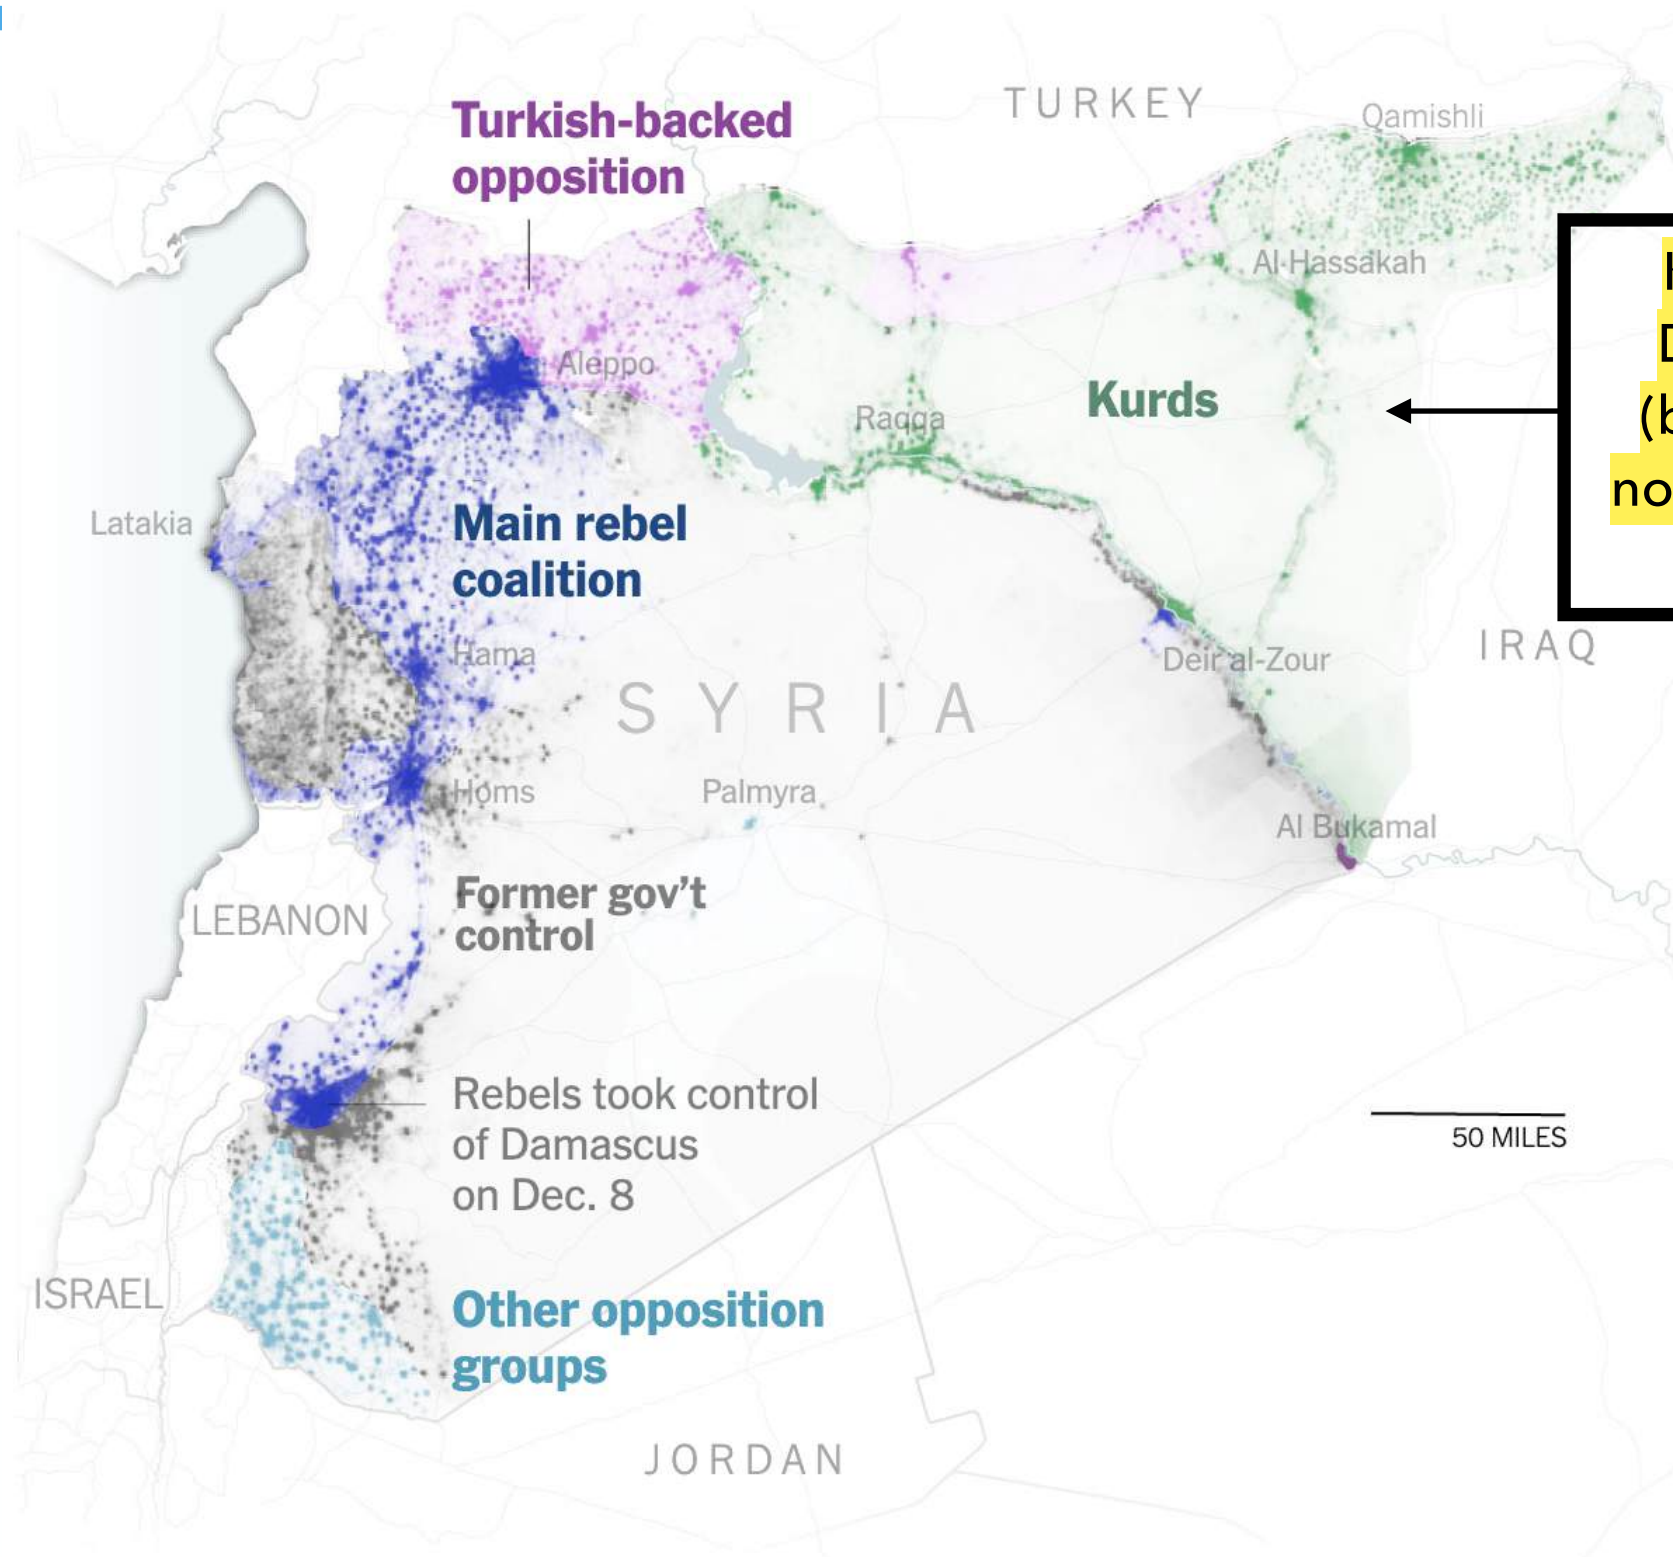 Turkish-backed
opposition
TURKEY
Qamishli
Al-Hassakah
Aleppo
Kurds
Raqqa
(b
no
Latakia
Main rebel
coalition
IRAQ
Hama
Deir al-Zour
SYRIA
Homs
Palmyra
Al Bukamal
Former gov't
control
LEBANON
Rebels took control
of Damascus
on Dec. 8
50 MILES
ISRAEL
Other opposition
groups
JORDAN